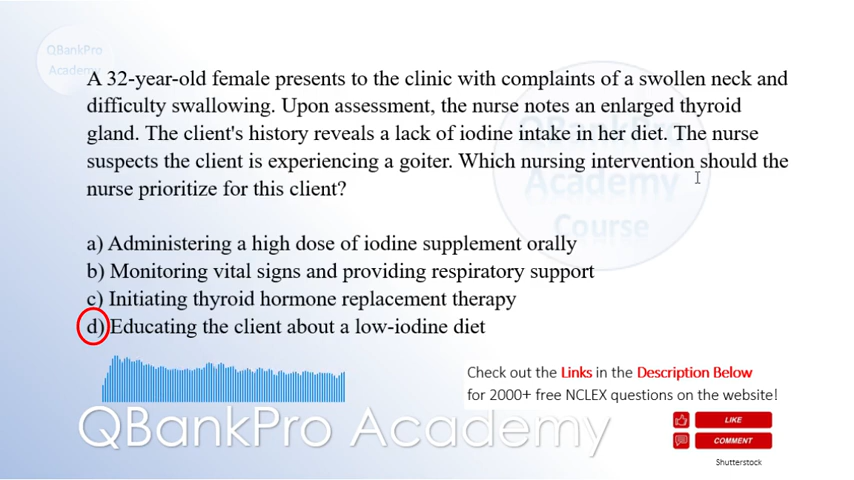 QBankPro
Academy
A 32-year-old female presents to the clinic with complaints of a swollen neck and
difficulty swallowing. Upon assessment, the nurse notes an enlarged thyroid
gland. The client's history reveals a lack of iodine intake in her diet. The nurse
suspects the client is experiencing a goiter. Which nursing intervention should the
nurse prioritize for this client?
QBankPro
Academy
Course
a) Administering a high dose of iodine supplement orally
b) Monitoring vital signs and providing respiratory support
c) Initiating thyroid hormone replacement therapy
d) Educating the client about a low-iodine diet
Check out the Links in the Description Below
for 2000+ free NCLEX questions on the website!
QBankPro Academy
LIKE
COMMENT
Shutterstock